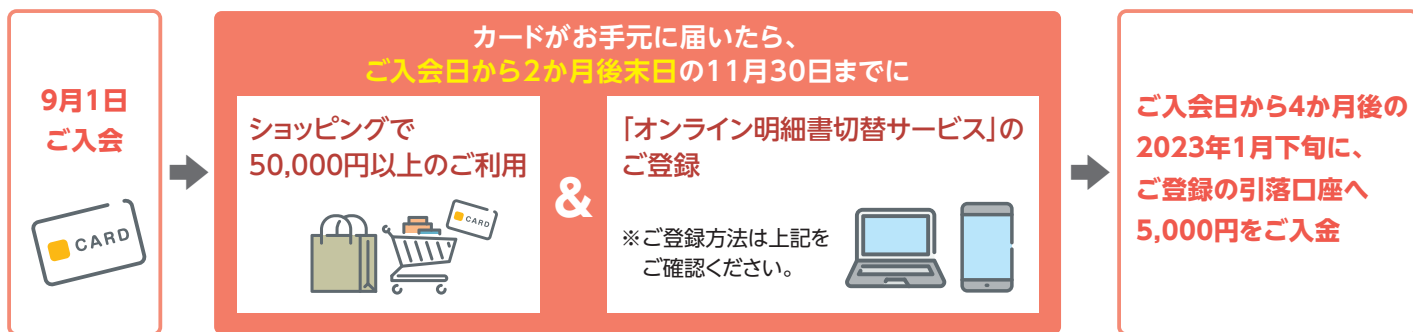 9月1日
ご入会
CARD
カードがお手元に届いたら、
ご入会日から2か月後末日の11月30日までに
ショッピングで
50,000円以上のご利用
CARD
&
「オンライン明細書切替サービス」の
ご登録
※ご登録方法は上記を
ご確認ください。
ご入会日から4か月後の
2023年1月下旬に、
ご登録の引落口座へ
5,000円をご入金